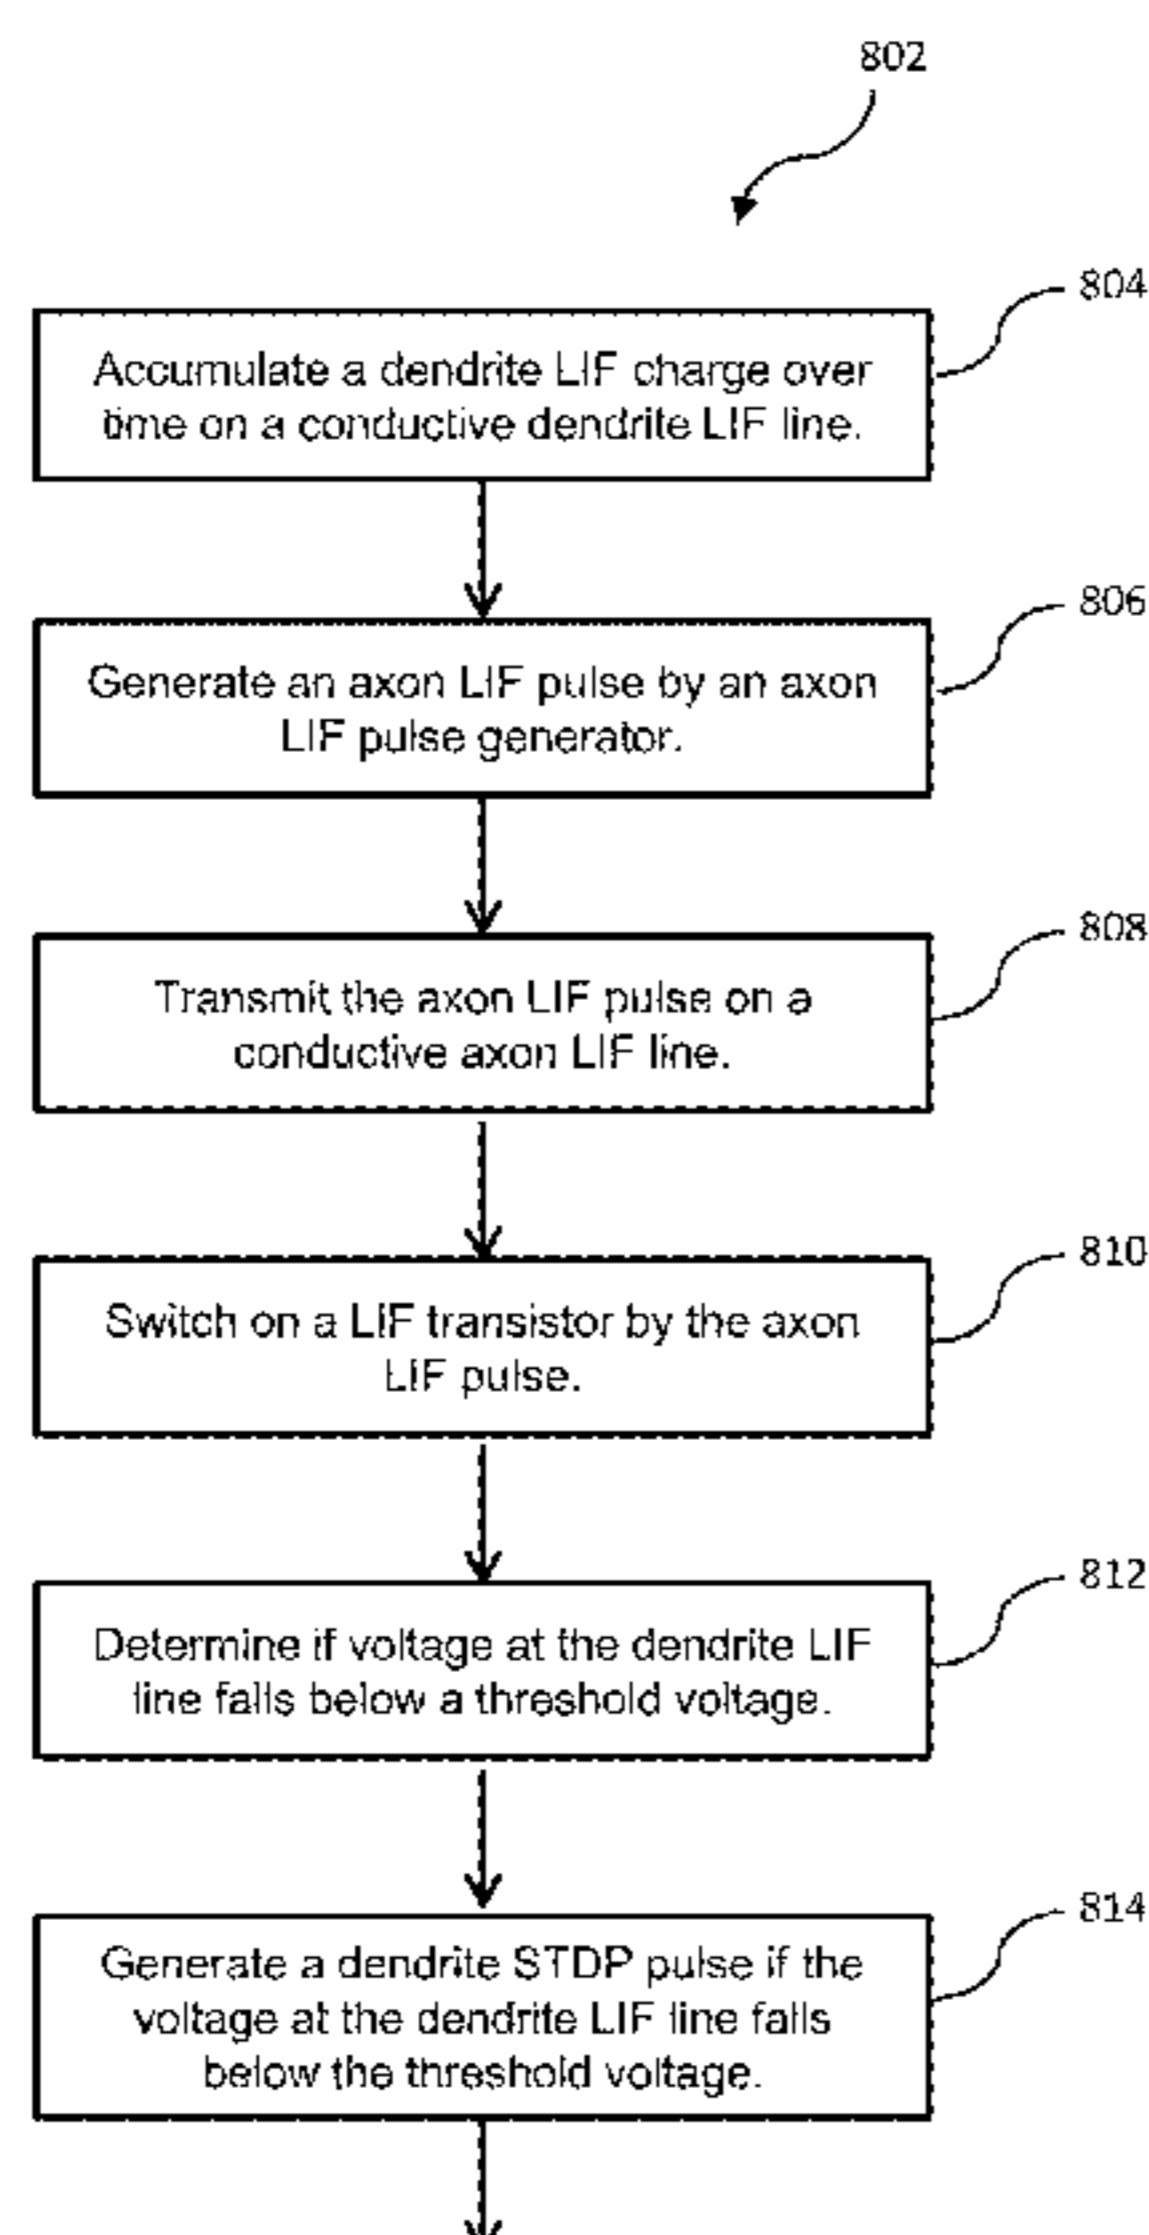 802
804
Accumulate a dendrite LIF charge over
time on a conductive dendrite LIF line.
806
Generate an axon LIF pulse by an axon
LIF pulse generator.
808
Transmit the axon LIF pulse on a
conductive axon LIF line.
810
Switch on a LIF transistor by the axon
LIF pulse.
812
Determine if voltage at the dendrite LIF
line falls below a threshold voltage.
814
Generate a dendrite STDP pulse if the
voltage at the dendrite LIF line falls
below the threshold voltage.